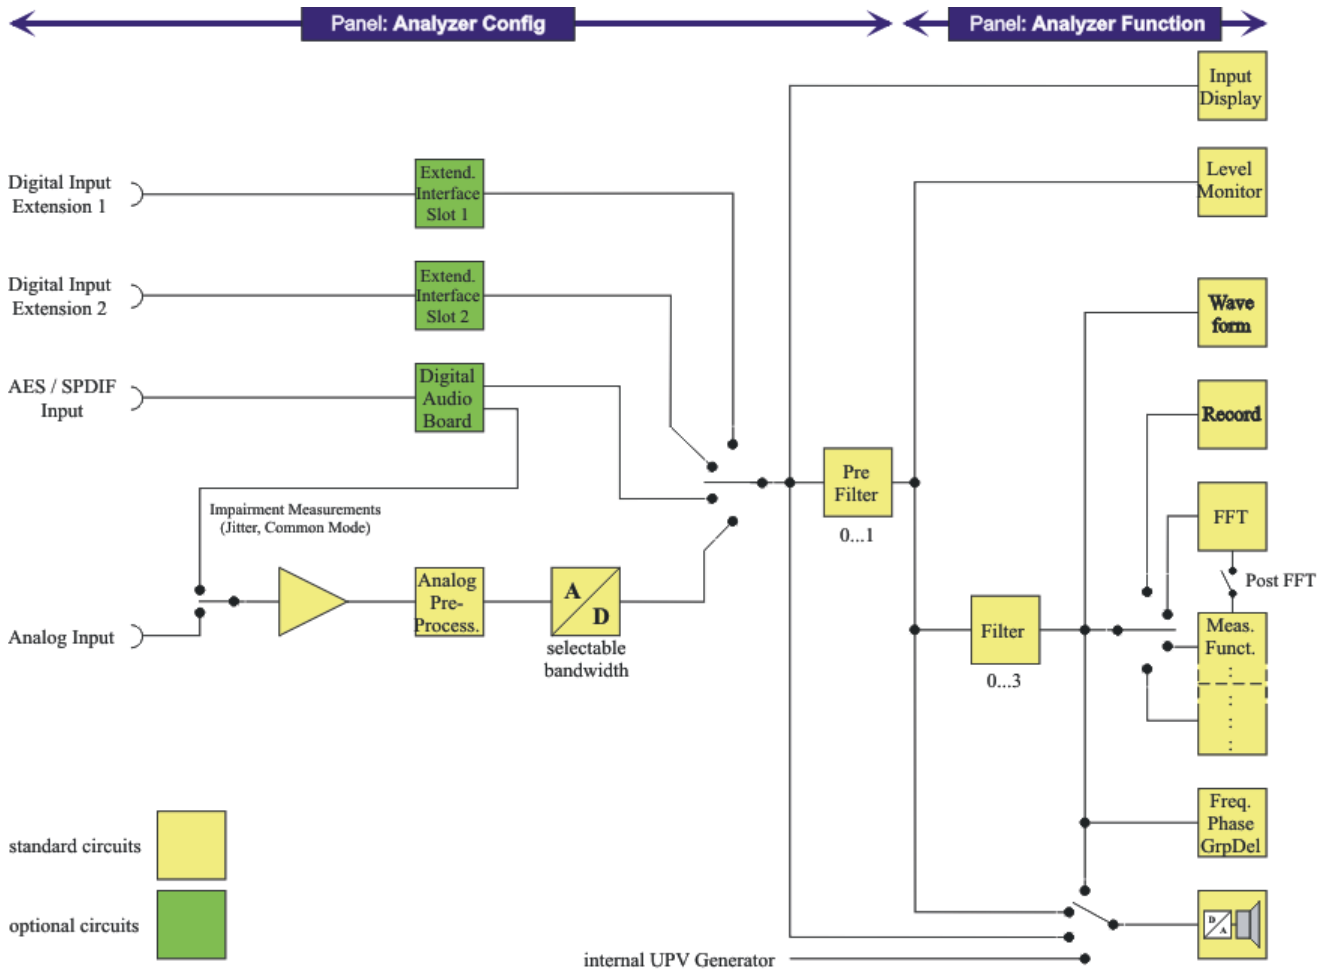 Panel: Analyzer Config
Panel: Analyzer Function
Input
Display
Level
Monitor
Digital Input
Extension 1
Extend.
Interface
Slot 1
Digital Input
Extension 2
Extend.
Interface
Slot 2
Wave
form
AES / SPDIF
Input
Digital
Audio
Board
Record
Pre
Filter
0...1
FFT
Post FFT
Impairment Measurements
(Jitter, Common Mode)
Analog Input
Analog
Pre-
Process.
A
D
selectable
bandwidth
Filter
0...3
Meas.
Funct.
:
:
:
:
Freq.
Phase
GrpDel
standard circuits
optional circuits
D
A
internal UPV Generator